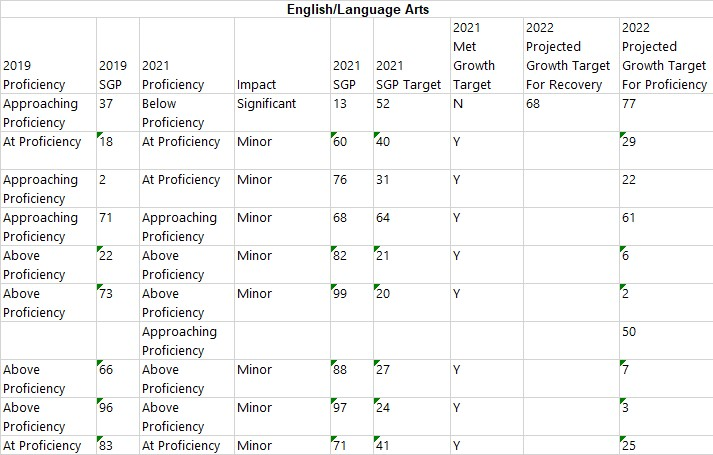 English/Language Arts
2021 2022 2022
Met Projected Projected
2019 2019 2021 2021 2021 Growth Growth Target Growth Target
Proficiency SGP Proficiency Impact SGP SGP Target Target For Recovery For Proficiency
Approaching 37 Below Significant 13 52 N 68 77
Proficiency Proficiency
At Proficiency 18 At Proficiency Minor 60 40 Y 29
Approaching 2 At Proficiency Minor 76 31 Y 22
Proficiency
Approaching 71 Approaching Minor 68 64 Y 61
Proficiency Proficiency
Above 22 Above Minor 82 21 Y 6
Proficiency Proficiency
Above 73 Above Minor 99 20 Y 2
Proficiency Proficiency
Approaching 50
Proficiency
Above 66 Above Minor 88 27 Y 7
Proficiency Proficiency
Above 96 Above Minor 97 24 Y 3
Proficiency Proficiency
At Proficiency 83 At Proficiency Minor 71 41 Y 25